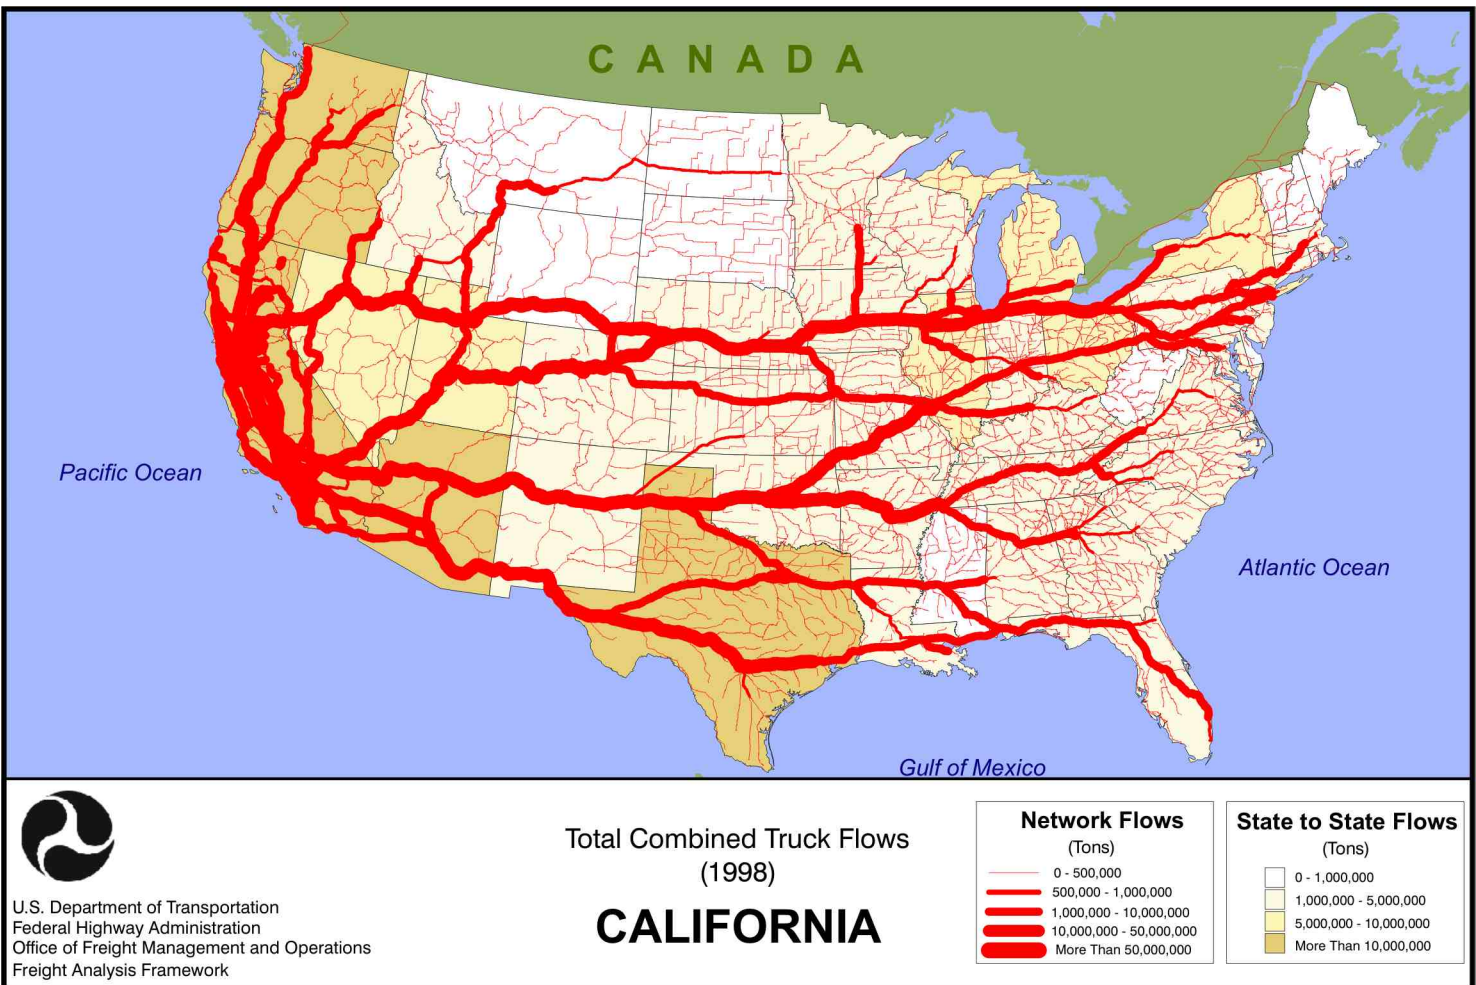 C A N A D A
Pacific Ocean
Atlantic Ocean
Gulf of Mexico
U.S. Department of Transportation
Federal Highway Administration
Office of Freight Management and Operations
Freight Analysis Framework
Total Combined Truck Flows
(1998)
CALIFORNIA
Network Flows
(Tons)
0 - 500,000
500,000 - 1,000,000
1,000,000 - 10,000,000
10,000,000 - 50,000,000
More Than 50,000,000
State to State Flows
(Tons)
0 - 1,000,000
1,000,000 - 5,000,000
5,000,000 - 10,000,000
More Than 10,000,000